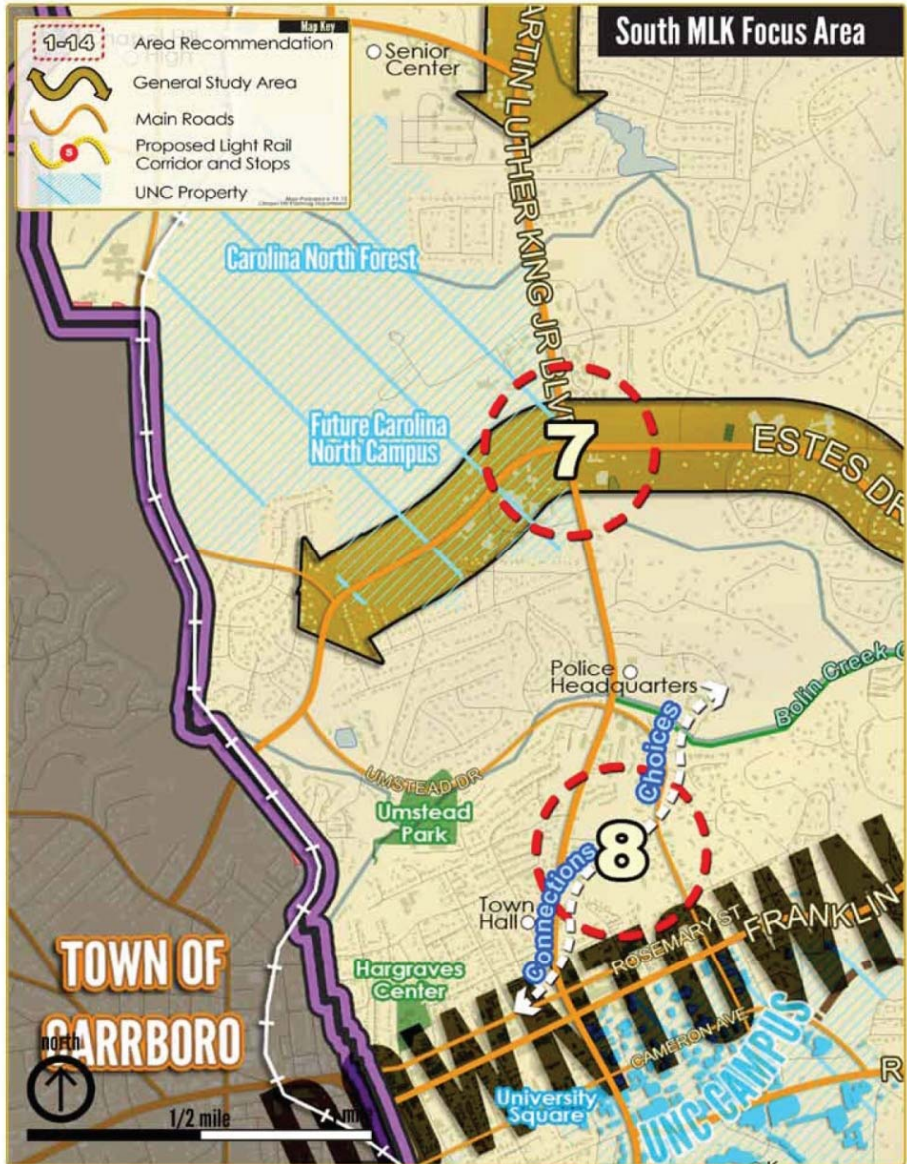 South MLK Focus Area
Map Key
1-14
Area Recommendation
General Study Area
Main Roads
S
Proposed Light Rail
Corridor and Stops
UNC Property
High
Senior
Center
MARTIN LUTHER KING JR BLVD
Carolina North Forest
Future Carolina
North Campus
7
ESTES DR
Police
Headquarters
Bolin Creek
Choices
UMSTEAD DR
Umstead
Park
8
Connections
Town
Hall
ROSEMARY ST
FRANKLIN
DOWNTOWN
TOWN OF
CARRBORO
Hargraves
Center
CAMERON AVE
UNC CAMPUS
University
Square
R
north
1/2 mile